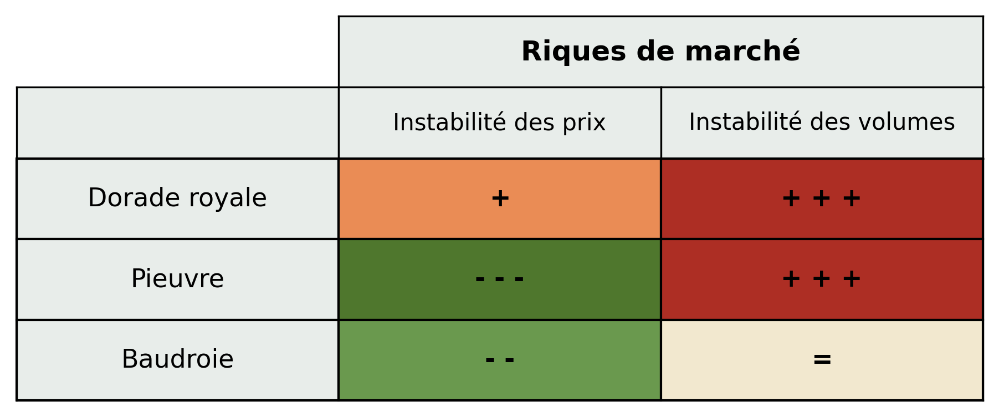 Riques de marché
Instabilité des prix Instabilité des volumes
Dorade royale + + + +
Pieuvre - - - + + +
Baudroie - - =